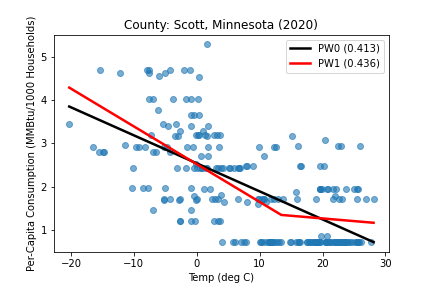 County: Scott, Minnesota (2020)
PW0 (0.413)
PW1 (0.436)
Per-Capita Consumption (MMBtu/1000 Households)
5
4
3
2
1
−20 −10 0 10 20 30
Temp (deg C)